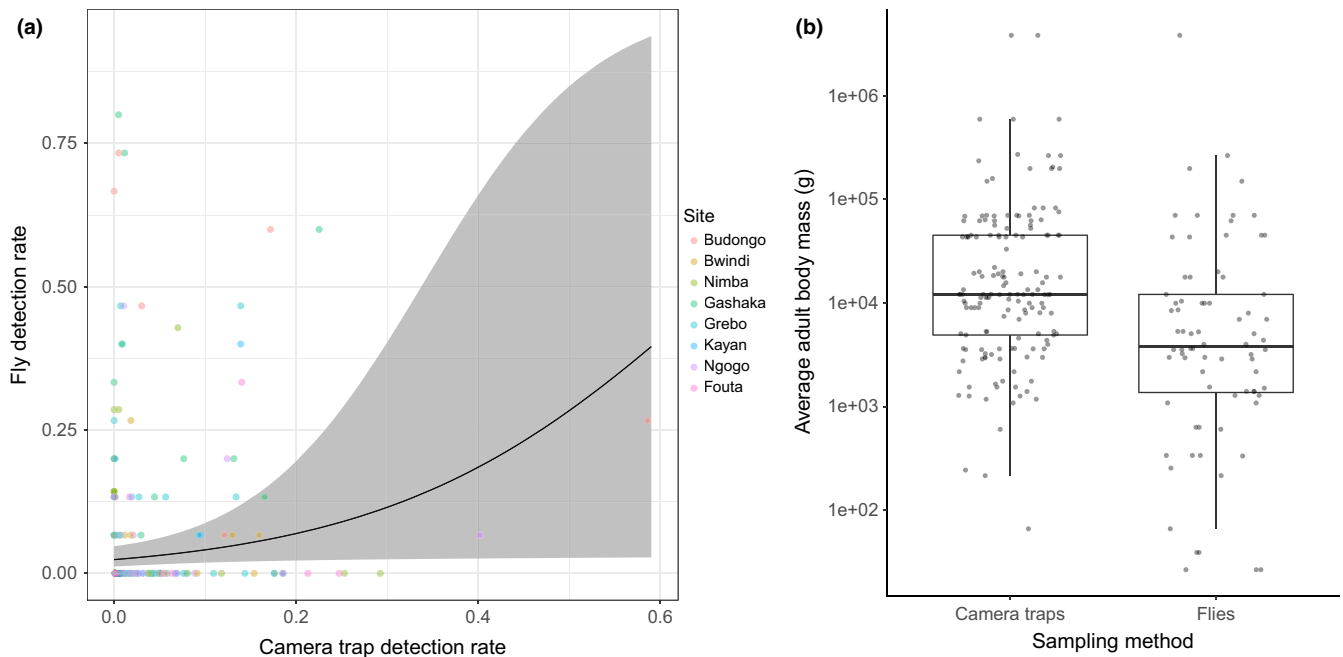 (a)
Fly detection rate
0.75
0.50
0.25
0.00
0.0
0.2
0.4
0.6
Camera trap detection rate
Site
Budongo
Bwindi
Nimba
Gashaka
Grebo
Kayan
Ngogo
Fouta
(b)
Average adult body mass (g)
1e+06
1e+05
1e+04
1e+03
1e+02
Camera traps
Flies
Sampling method